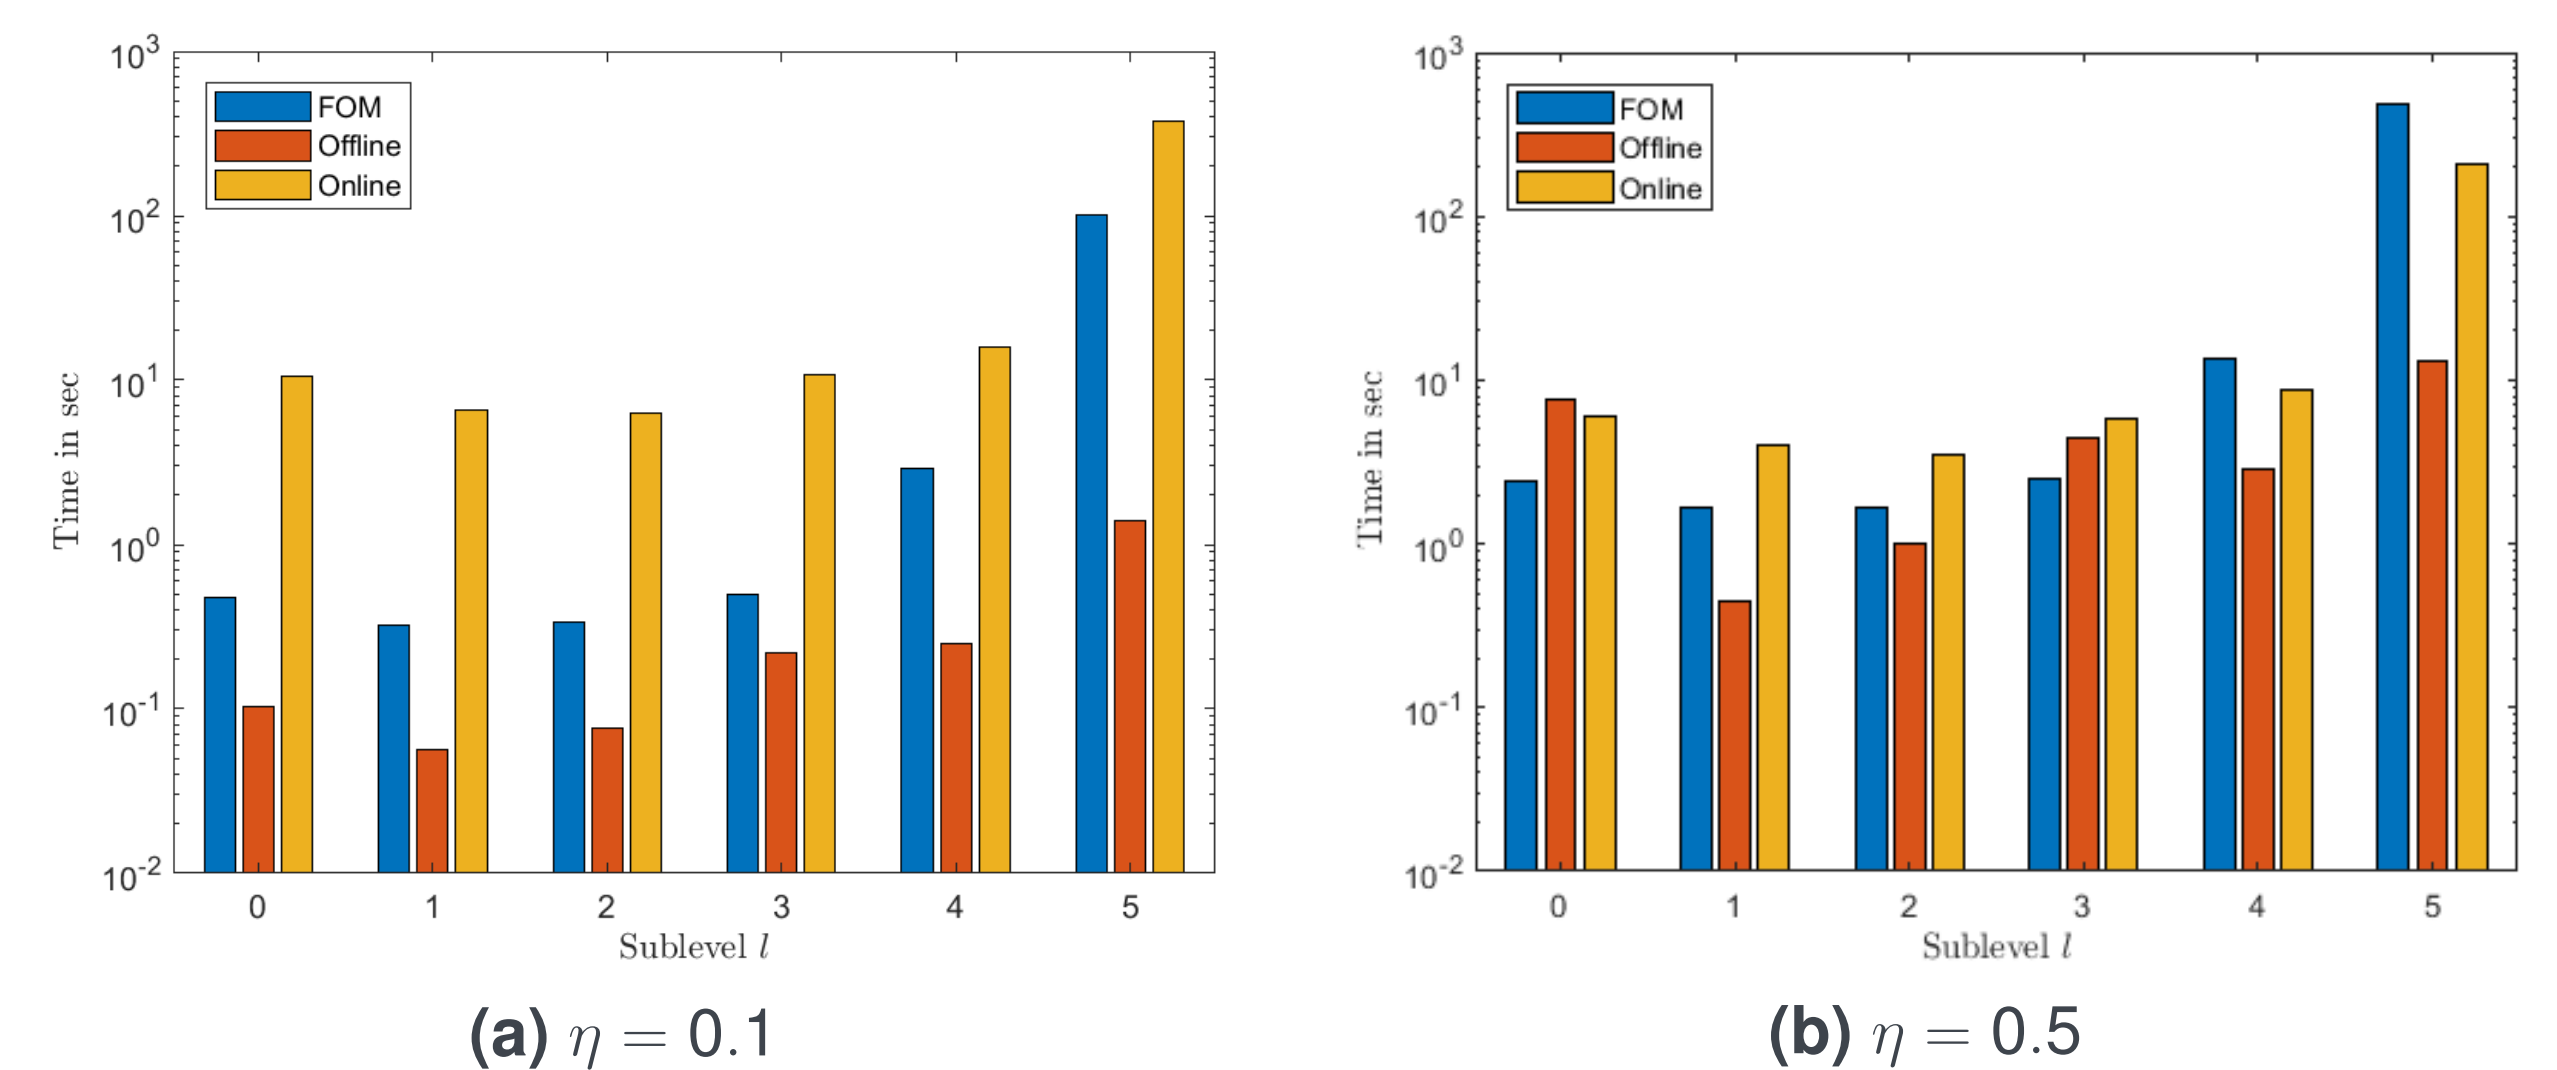 10^3
10^2
10^1
10^0
10^-1
10^-2
Time in sec
FOM
Offline
Online
0 1 2 3 4 5
Sublevel l
(a) η = 0.1
10^3
10^2
10^1
10^0
10^-1
10^-2
Time in sec
FOM
Offline
Online
0 1 2 3 4 5
Sublevel l
(b) η = 0.5